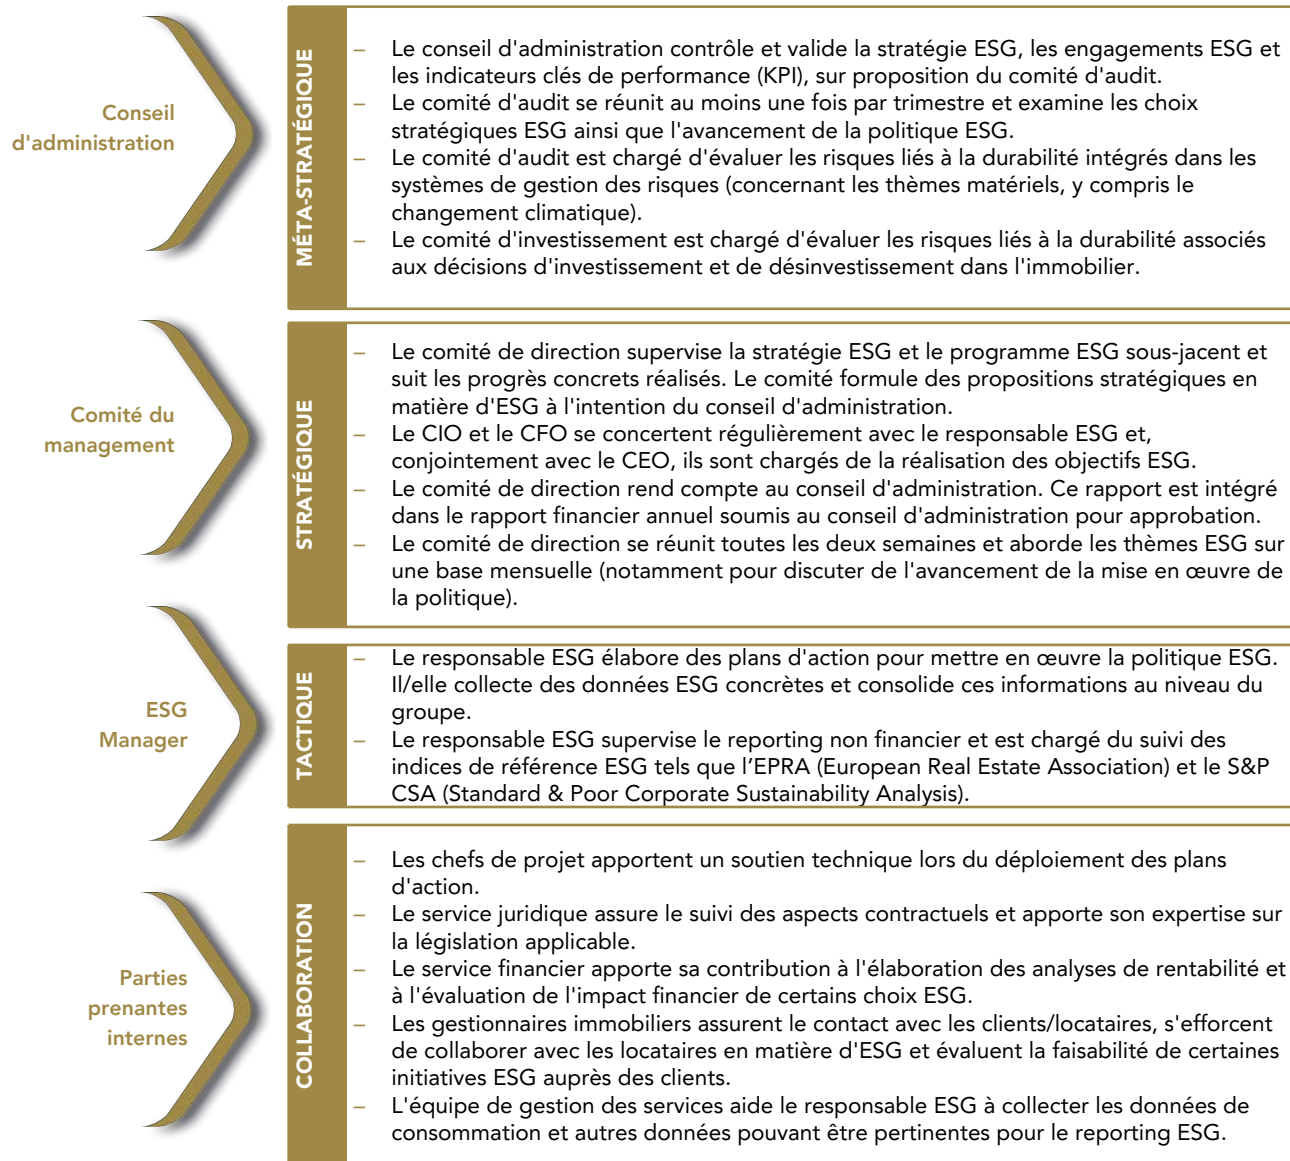 Conseil
d'administration
MÉTA-STRATÉGIQUE
– Le conseil d'administration contrôle et valide la stratégie ESG, les engagements ESG et
les indicateurs clés de performance (KPI), sur proposition du comité d'audit.
– Le comité d'audit se réunit au moins une fois par trimestre et examine les choix
stratégiques ESG ainsi que l'avancement de la politique ESG.
– Le comité d'audit est chargé d'évaluer les risques liés à la durabilité intégrés dans les
systèmes de gestion des risques (concernant les thèmes matériels, y compris le
changement climatique).
– Le comité d'investissement est chargé d'évaluer les risques liés à la durabilité associés
aux décisions d'investissement et de désinvestissement dans l'immobilier.
Comité du
management
STRATÉGIQUE
– Le comité de direction supervise la stratégie ESG et le programme ESG sous-jacent et
suit les progrès concrets réalisés. Le comité formule des propositions stratégiques en
matière d'ESG à l'intention du conseil d'administration.
– Le CIO et le CFO se concertent régulièrement avec le responsable ESG et,
conjointement avec le CEO, ils sont chargés de la réalisation des objectifs ESG.
– Le comité de direction rend compte au conseil d'administration. Ce rapport est intégré
dans le rapport financier annuel soumis au conseil d'administration pour approbation.
– Le comité de direction se réunit toutes les deux semaines et aborde les thèmes ESG sur
une base mensuelle (notamment pour discuter de l'avancement de la mise en œuvre de
la politique).
ESG
Manager
TACTIQUE
– Le responsable ESG élabore des plans d'action pour mettre en œuvre la politique ESG.
Il/elle collecte des données ESG concrètes et consolide ces informations au niveau du
groupe.
– Le responsable ESG supervise le reporting non financier et est chargé du suivi des
indices de référence ESG tels que l’EPRA (European Real Estate Association) et le S&P
CSA (Standard & Poor Corporate Sustainability Analysis).
Parties
prenantes
internes
COLLABORATION
– Les chefs de projet apportent un soutien technique lors du déploiement des plans
d'action.
– Le service juridique assure le suivi des aspects contractuels et apporte son expertise sur
la législation applicable.
– Le service financier apporte sa contribution à l'élaboration des analyses de rentabilité et
à l'évaluation de l'impact financier de certains choix ESG.
– Les gestionnaires immobiliers assurent le contact avec les clients/locataires, s'efforcent
de collaborer avec les locataires en matière d'ESG et évaluent la faisabilité de certaines
initiatives ESG auprès des clients.
– L'équipe de gestion des services aide le responsable ESG à collecter les données de
consommation et autres données pouvant être pertinentes pour le reporting ESG.